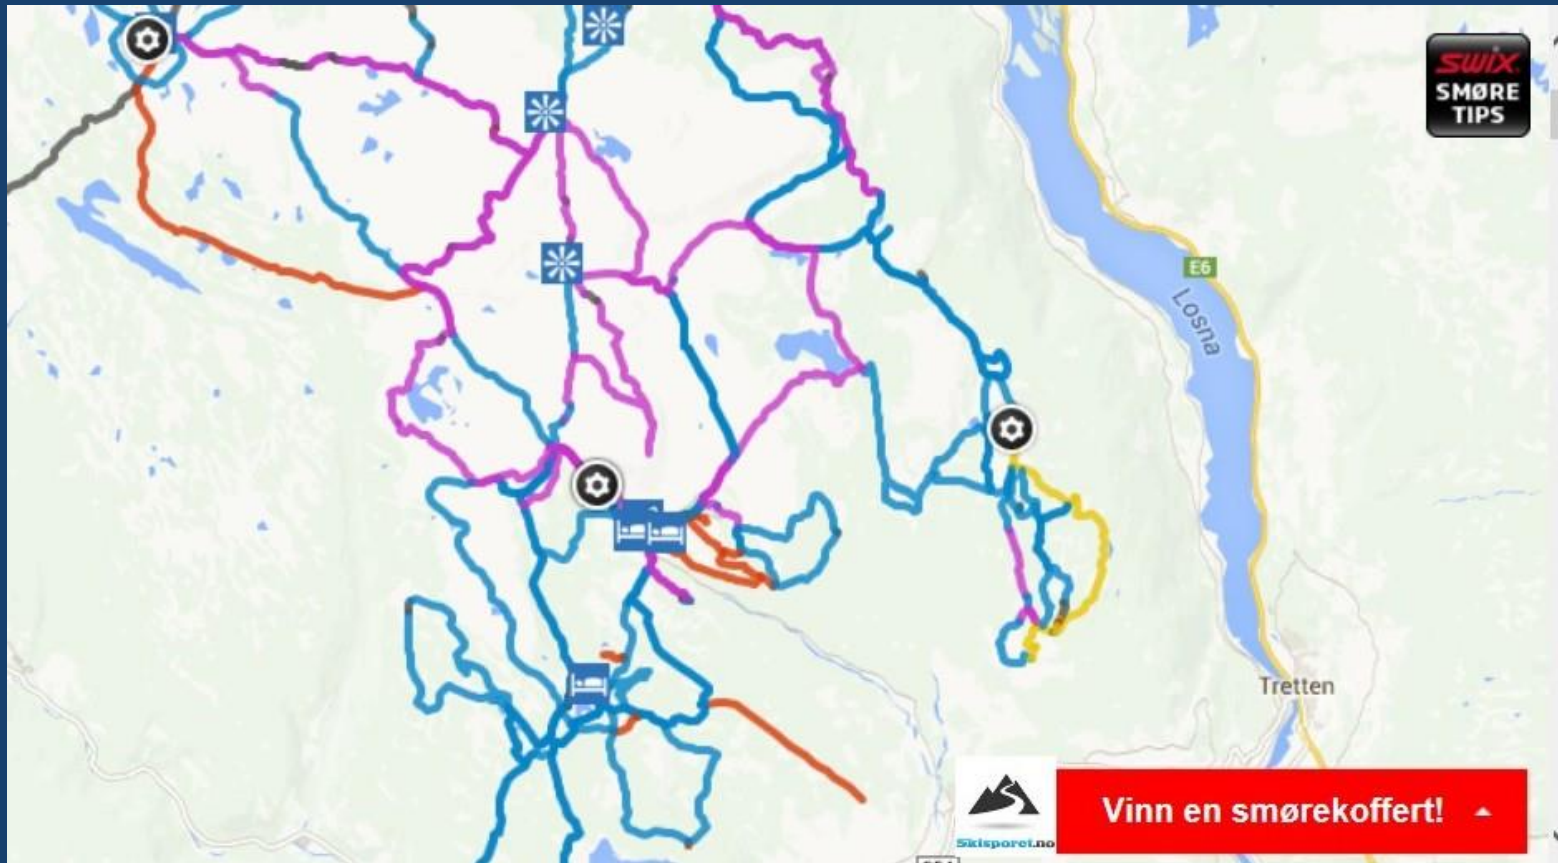 SWIX
SMØRE
TIPS
E6
Losna
Tretten
Vinn en smørekoffert!
Skisporet.no